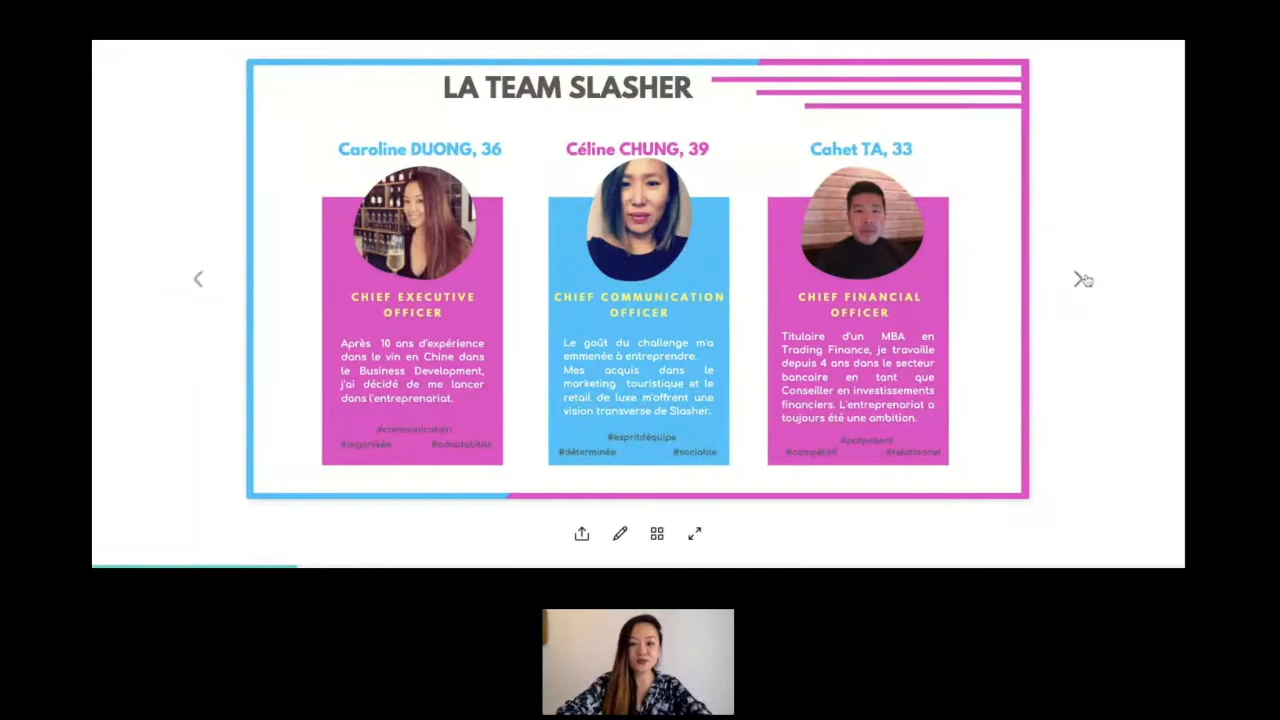 LA TEAM SLASHER
Caroline DUONG, 36
CHIEF EXECUTIVE
OFFICER
Après 10 ans d'expérience
dans le vin en Chine dans
le Business Development,
j'ai décidé de me lancer
dans l'entreprenariat.
#communication
#organisée #adaptabilité
Céline CHUNG, 39
CHIEF COMMUNICATION
OFFICER
Le goût du challenge m'a
emmenée à entreprendre.
Mes acquis dans le
marketing touristique et le
retail de luxe m'offrent une
vision transverse de Slasher.
#espritdéquipe
#déterminée #sociable
Cahet TA, 33
CHIEF FINANCIAL
OFFICER
Titulaire d'un MBA en
Trading Finance, je travaille
depuis 4 ans dans le secteur
bancaire en tant que
Conseiller en investissements
financiers. L'entreprenariat a
toujours été une ambition.
#polyvalent
#compétitif #relationnel